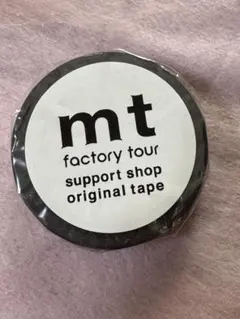 mt
factory tour
support shop
original tape